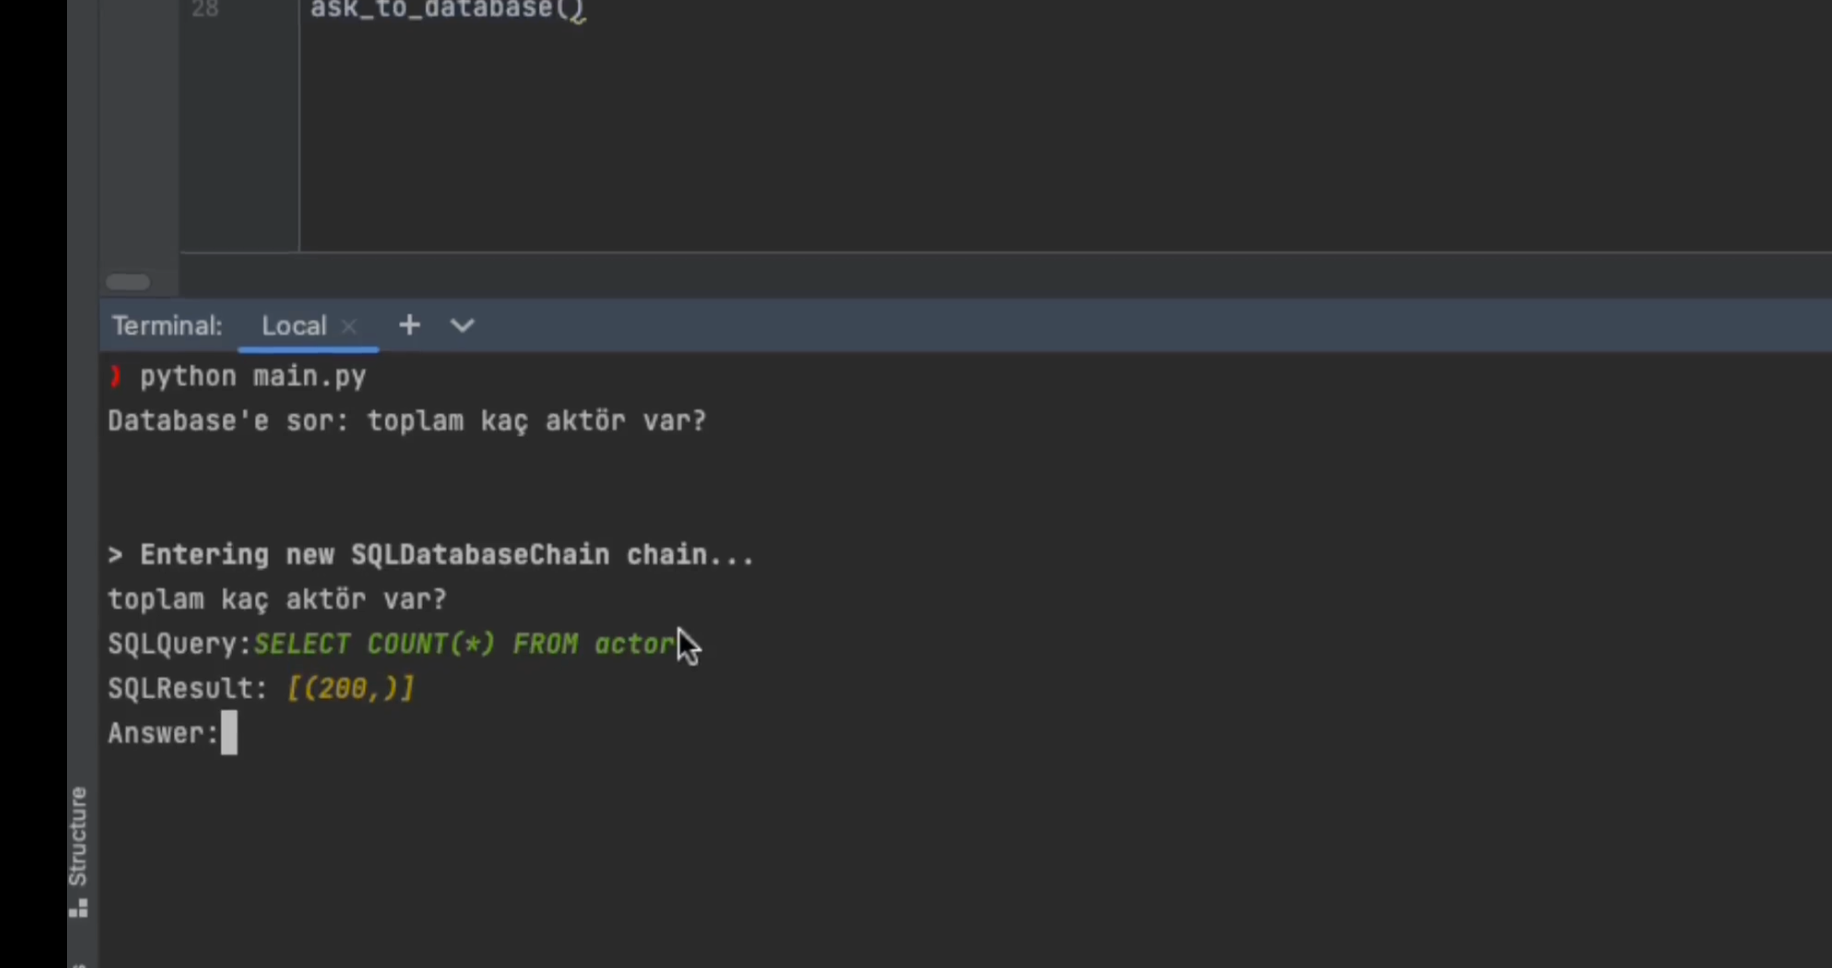 28 ask_to_database()
Terminal: Local × +
) python main.py
Database'e sor: toplam kaç aktör var?
> Entering new SQLDatabaseChain chain...
toplam kaç aktör var?
SQLQuery:SELECT COUNT(*) FROM actor
SQLResult: [(200,)]
Answer:
Structure